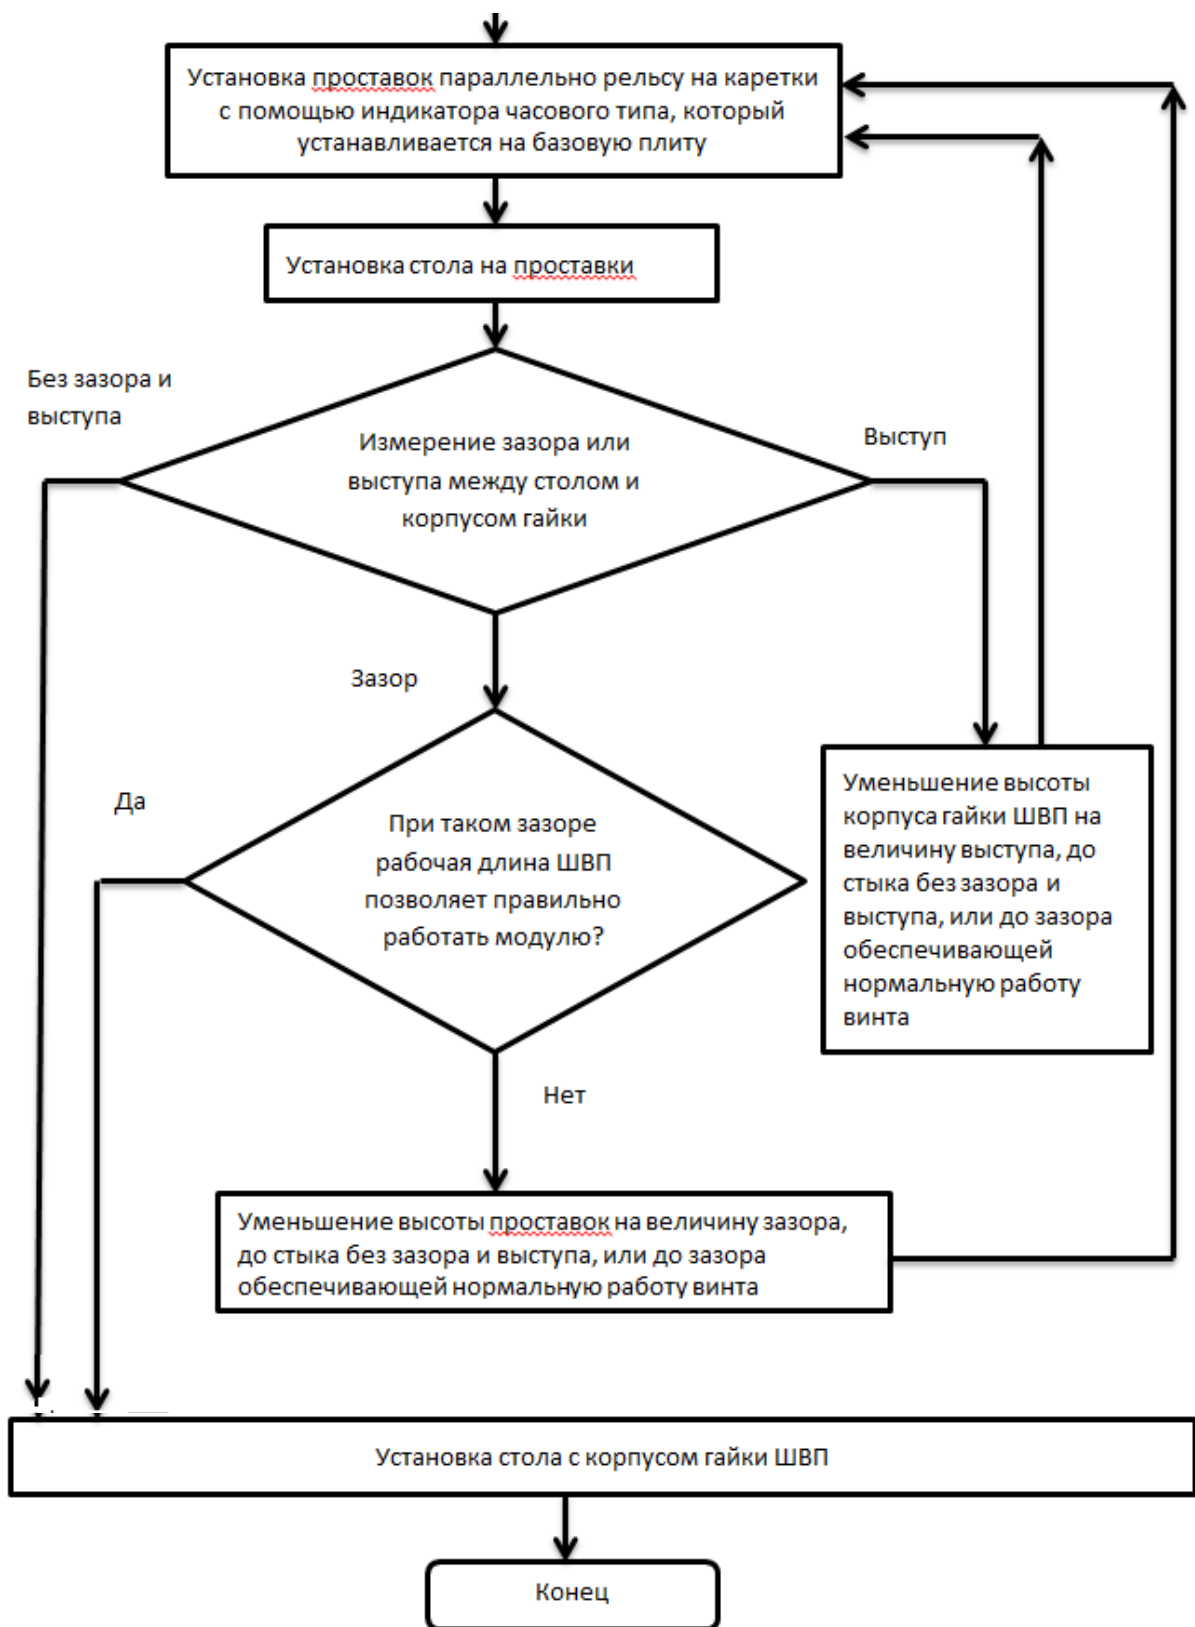 Установка проставок параллельно рельсу на каретки
с помощью индикатора часового типа, который
устанавливается на базовую плиту
Установка стола на проставки
Без зазора и
выступа
Измерение зазора или
выступа между столом и
корпусом гайки
Выступ
Зазор
Да
При таком зазоре
рабочая длина ШВП
позволяет правильно
работать модулю?
Уменьшение высоты
корпуса гайки ШВП на
величину выступа, до
стыка без зазора и
выступа, или до зазора
обеспечивающей
нормальную работу
винта
Нет
Уменьшение высоты проставок на величину зазора,
до стыка без зазора и выступа, или до зазора
обеспечивающей нормальную работу винта
Установка стола с корпусом гайки ШВП
Конец